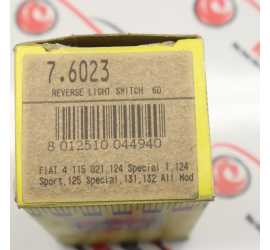 7.6023
REVERSE LIGHT SWITCH 60
8 012510 044940
FIAT 4 115 821,124 Special T,124
Sport,125 Special,131,132 All Mod